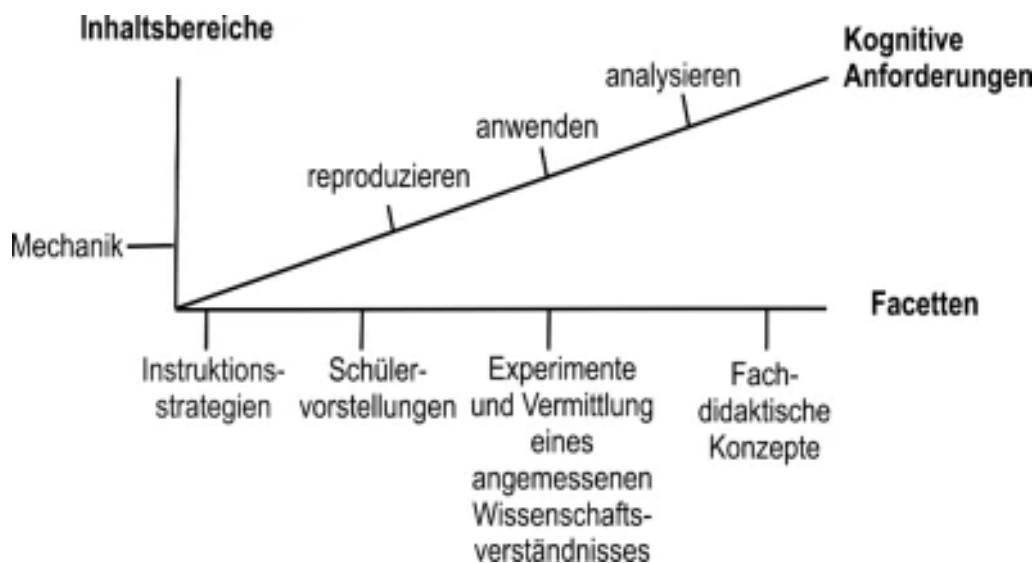 Inhaltsbereiche
Kognitive
Anforderungen
analysieren
anwenden
reproduzieren
Mechanik
Facetten
Instruktions-
strategien
Schüler-
vorstellungen
Experimente
und Vermittlung
eines
angemessenen
Wissenschafts-
verständnisses
Fach-
didaktische
Konzepte